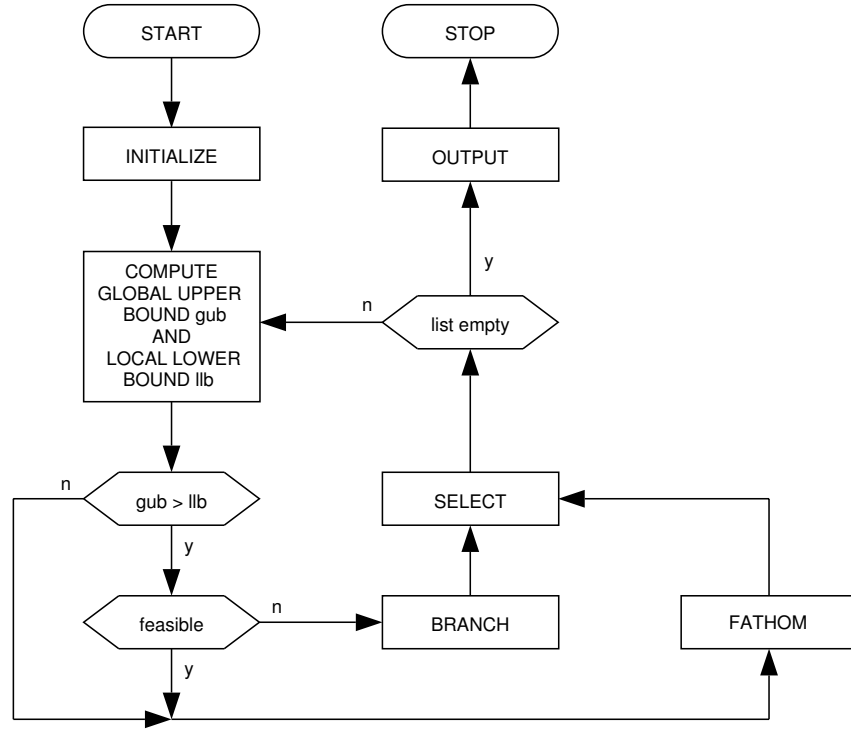 START
STOP
INITIALIZE
OUTPUT
COMPUTE
GLOBAL UPPER
BOUND gub
AND
LOCAL LOWER
BOUND llb
y
n
list empty
n
gub > llb
SELECT
y
feasible
n
BRANCH
FATHOM
y